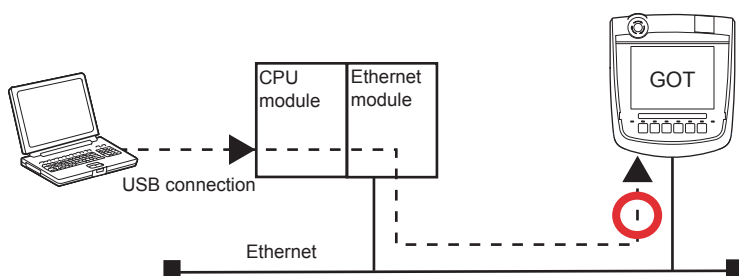 CPU
module
Ethernet
module
GOT
USB connection
Ethernet